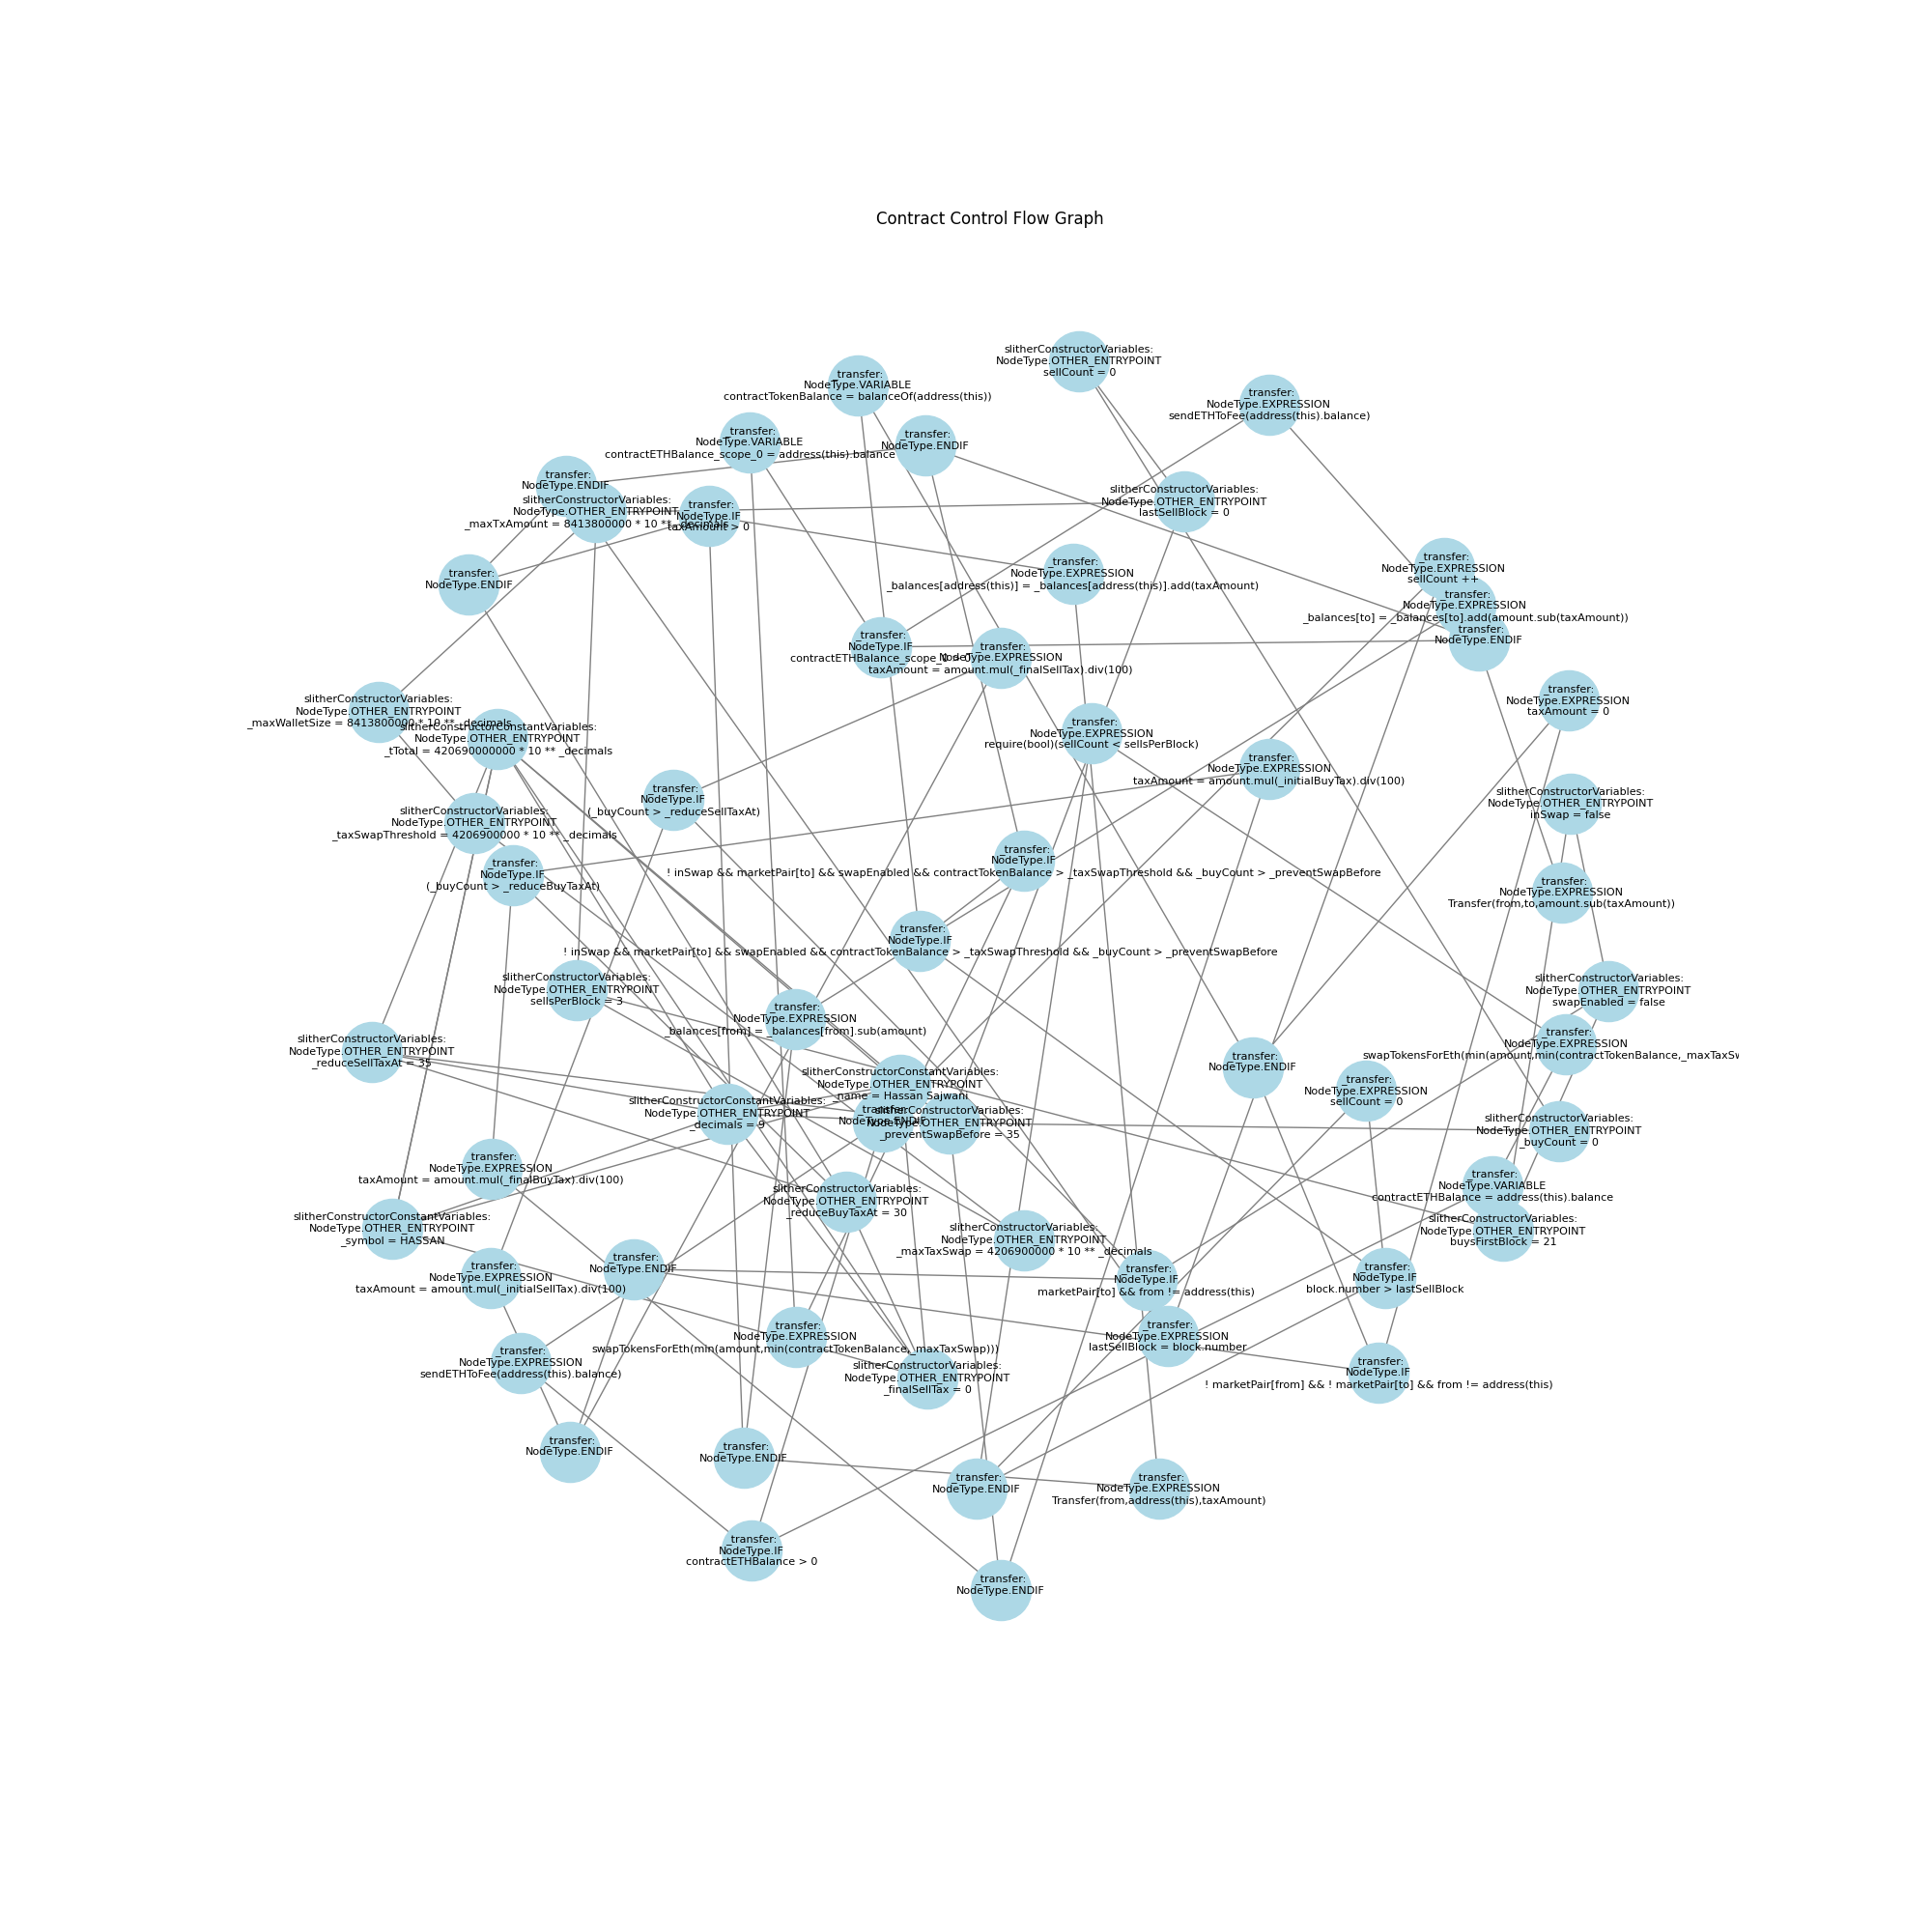 Contract Control Flow Graph
slitherConstructorVariables:
NodeType.OTHER_ENTRYPOINT
sellCount = 0
_transfer:
NodeType.VARIABLE
contractTokenBalance = balanceOf(address(this))
_transfer:
NodeType.EXPRESSION
sendETHToFee(address(this).balance)
_transfer:
NodeType.VARIABLE
contractETHBalance_scope_0 = address(this).balance
_transfer:
NodeType.ENDIF
_transfer:
NodeType.ENDIF
slitherConstructorVariables:
NodeType.OTHER_ENTRYPOINT
_maxTxAmount = 8413800000 * 10 ** _decimals
_transfer:
NodeType.IF
taxAmount > 0
slitherConstructorVariables:
NodeType.OTHER_ENTRYPOINT
lastSellBlock = 0
_transfer:
NodeType.ENDIF
_transfer:
NodeType.EXPRESSION
_balances[address(this)] = _balances[address(this)].add(taxAmount)
_transfer:
NodeType.EXPRESSION
sellCount ++
_transfer:
NodeType.EXPRESSION
_balances[to] = _balances[to].add(amount.sub(taxAmount))
_transfer:
NodeType.ENDIF
_transfer:
NodeType.IF
contractETHBalance_scope_0 > 0
_transfer:
NodeType.EXPRESSION
taxAmount = amount.mul(_finalSellTax).div(100)
_transfer:
NodeType.EXPRESSION
taxAmount = 0
slitherConstructorVariables:
NodeType.OTHER_ENTRYPOINT
_maxWalletSize = 8413800000 * 10 ** _decimals
slitherConstructorConstantVariables:
NodeType.OTHER_ENTRYPOINT
_tTotal = 420690000000 * 10 ** _decimals
_transfer:
NodeType.EXPRESSION
require(bool)(sellCount < sellsPerBlock)
_transfer:
NodeType.EXPRESSION
taxAmount = amount.mul(_initialBuyTax).div(100)
_transfer:
NodeType.IF
(_buyCount > _reduceSellTaxAt)
slitherConstructorVariables:
NodeType.OTHER_ENTRYPOINT
inSwap = false
slitherConstructorVariables:
NodeType.OTHER_ENTRYPOINT
_taxSwapThreshold = 4206900000 * 10 ** _decimals
_transfer:
NodeType.IF
(_buyCount > _reduceBuyTaxAt)
_transfer:
NodeType.IF
! inSwap && marketPair[to] && swapEnabled && contractTokenBalance > _taxSwapThreshold && _buyCount > _preventSwapBefore
_transfer:
NodeType.EXPRESSION
Transfer(from,to,amount.sub(taxAmount))
_transfer:
NodeType.IF
! inSwap && marketPair[to] && swapEnabled && contractTokenBalance > _taxSwapThreshold && _buyCount > _preventSwapBefore
slitherConstructorVariables:
NodeType.OTHER_ENTRYPOINT
sellsPerBlock = 3
slitherConstructorVariables:
NodeType.OTHER_ENTRYPOINT
swapEnabled = false
_transfer:
NodeType.EXPRESSION
_balances[from] = _balances[from].sub(amount)
_transfer:
NodeType.EXPRESSION
swapTokensForEth(min(amount,min(contractTokenBalance,_maxTaxSw
slitherConstructorVariables:
NodeType.OTHER_ENTRYPOINT
_reduceSellTaxAt = 35
_transfer:
NodeType.ENDIF
slitherConstructorConstantVariables:
NodeType.OTHER_ENTRYPOINT
_name = Hassan Sajwani
_transfer:
NodeType.EXPRESSION
sellCount = 0
slitherConstructorConstantVariables:
NodeType.OTHER_ENTRYPOINT
_decimals = 9
_transfer:
NodeType.ENDIF
slitherConstructorVariables:
NodeType.OTHER_ENTRYPOINT
_preventSwapBefore = 35
slitherConstructorVariables:
NodeType.OTHER_ENTRYPOINT
_buyCount = 0
_transfer:
NodeType.EXPRESSION
taxAmount = amount.mul(_finalBuyTax).div(100)
_transfer:
NodeType.VARIABLE
contractETHBalance = address(this).balance
slitherConstructorVariables:
NodeType.OTHER_ENTRYPOINT
_reduceBuyTaxAt = 30
slitherConstructorConstantVariables:
NodeType.OTHER_ENTRYPOINT
_symbol = HASSAN
slitherConstructorVariables:
NodeType.OTHER_ENTRYPOINT
buysFirstBlock = 21
slitherConstructorVariables:
NodeType.OTHER_ENTRYPOINT
_maxTaxSwap = 4206900000 * 10 ** _decimals
_transfer:
NodeType.ENDIF
_transfer:
NodeType.EXPRESSION
taxAmount = amount.mul(_initialSellTax).div(100)
_transfer:
NodeType.IF
marketPair[to] && from != address(this)
_transfer:
NodeType.IF
block.number > lastSellBlock
_transfer:
NodeType.EXPRESSION
swapTokensForEth(min(amount,min(contractTokenBalance,_maxTaxSwap)))
_transfer:
NodeType.EXPRESSION
lastSellBlock = block.number
_transfer:
NodeType.EXPRESSION
sendETHToFee(address(this).balance)
slitherConstructorVariables:
NodeType.OTHER_ENTRYPOINT
_finalSellTax = 0
_transfer:
NodeType.IF
! marketPair[from] && ! marketPair[to] && from != address(this)
_transfer:
NodeType.ENDIF
_transfer:
NodeType.ENDIF
_transfer:
NodeType.ENDIF
_transfer:
NodeType.EXPRESSION
Transfer(from,address(this),taxAmount)
_transfer:
NodeType.IF
contractETHBalance > 0
_transfer:
NodeType.ENDIF